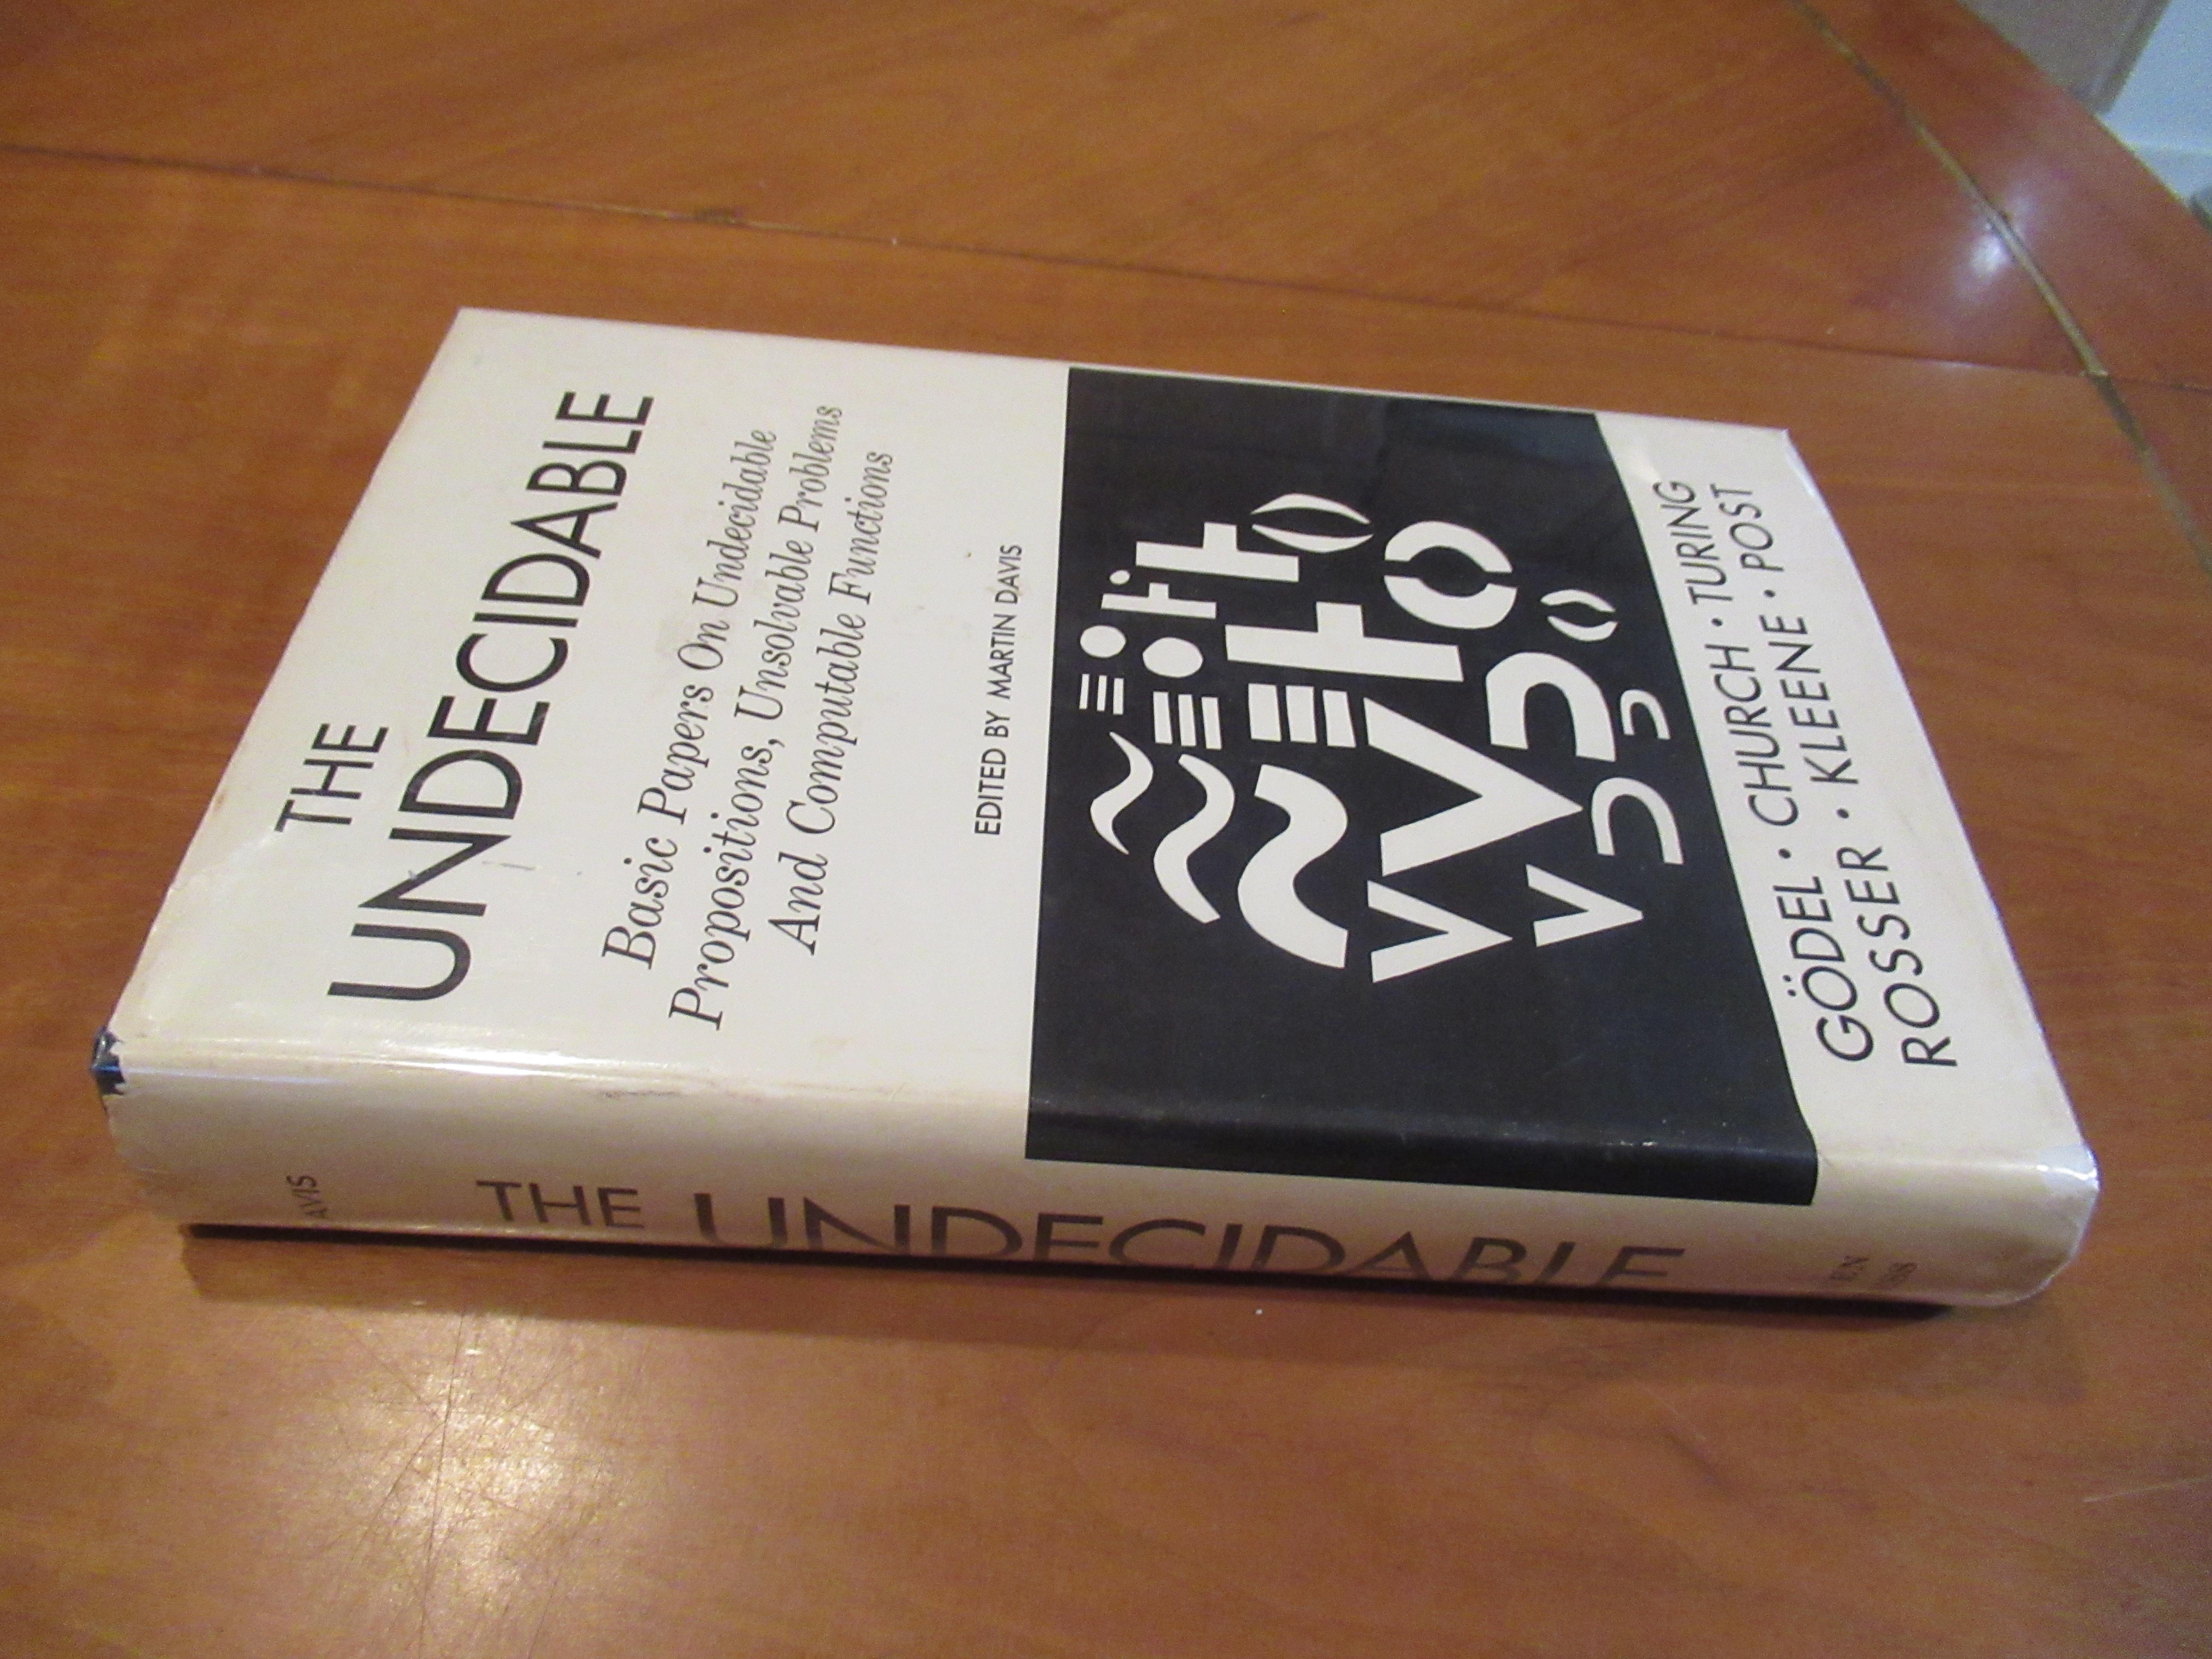 THE
UNDECIDABLE
Basic Papers On Undecidable
Propositions, Unsolvable Problems
And Computable Functions
EDITED BY MARTIN DAVIS
GÖDEL · CHURCH · TURING
ROSSER · KLEENE · POST
THE UNDECIDABLE